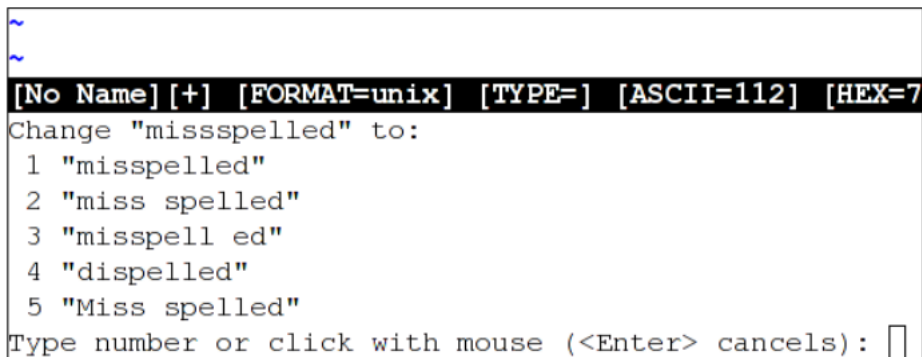 ~
~
[No Name][+] [FORMAT=unix] [TYPE=] [ASCII=112] [HEX=7
Change "missspelled" to:
1 "misspelled"
2 "miss spelled"
3 "misspell ed"
4 "dispelled"
5 "Miss spelled"
Type number or click with mouse (<Enter> cancels):